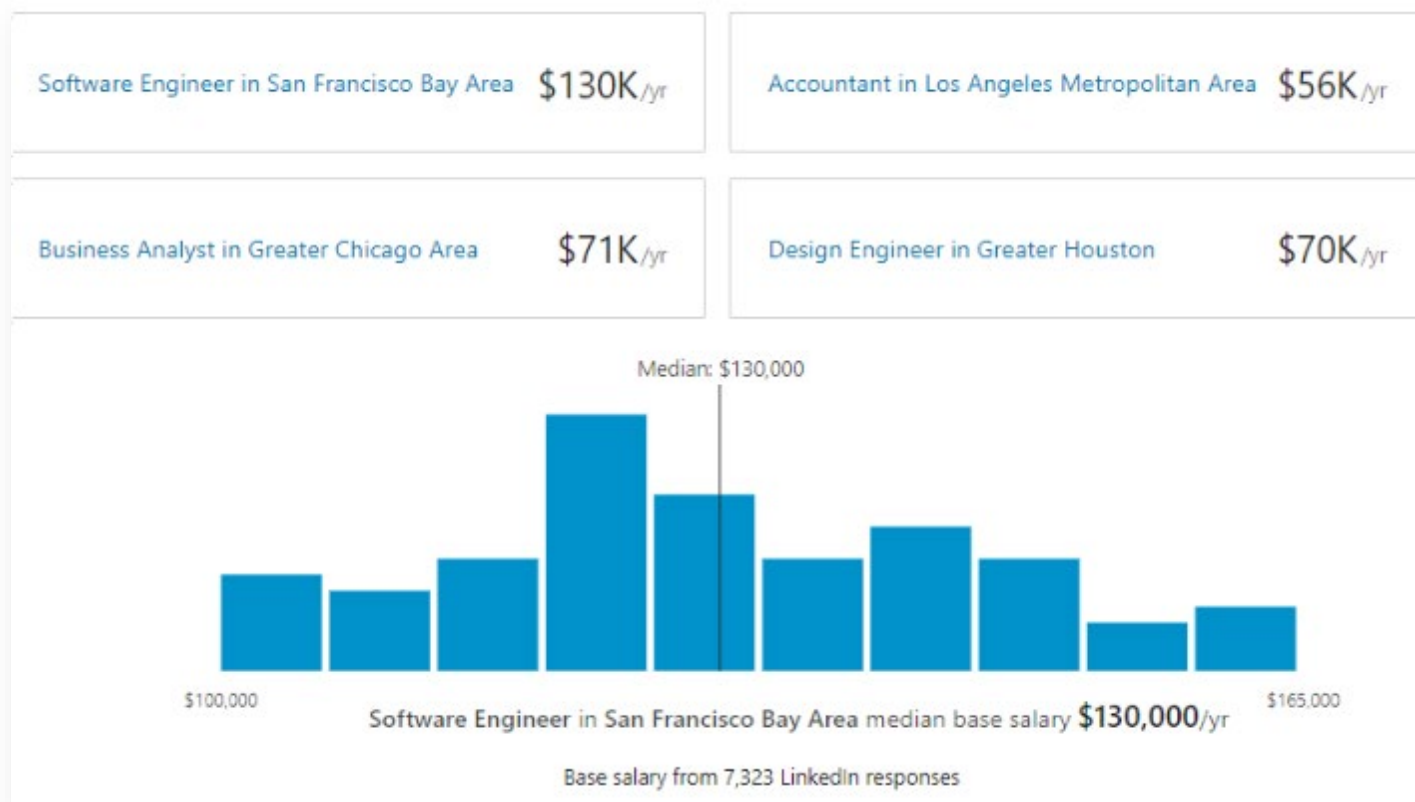 Software Engineer in San Francisco Bay Area $130K/yr
Accountant in Los Angeles Metropolitan Area $56K/yr
Business Analyst in Greater Chicago Area $71K/yr
Design Engineer in Greater Houston $70K/yr
Median: $130,000
$100,000
$165,000
Software Engineer in San Francisco Bay Area median base salary $130,000/yr
Base salary from 7,323 LinkedIn responses